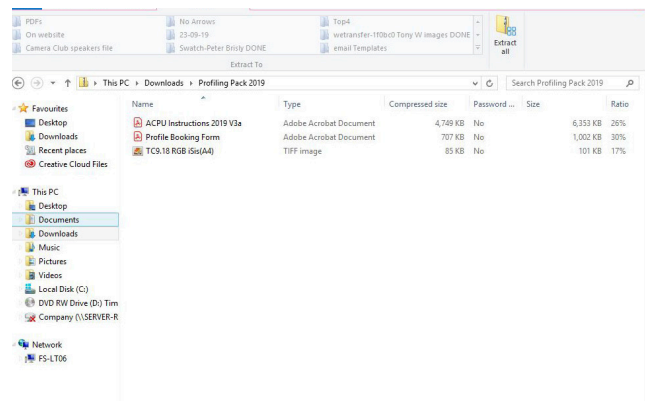 PDFs No Arrows Top4
On website 23-09-19 wetransfer-1f0bc0 Tony W images DONE
Camera Club speakers file Swatch-Peter Bristy DONE email Templates
Extract all
Extract To
This PC Downloads Profiling Pack 2019 Search Profiling Pack 2019
Name Type Compressed size Password ... Size Ratio
ACPU Instructions 2019 V3a Adobe Acrobat Document 4,749 KB No 6,353 KB 26%
Profile Booking Form Adobe Acrobat Document 707 KB No 1,002 KB 30%
TC9.18 RGB iSis(A4) TIFF image 85 KB No 101 KB 17%
Favourites
Desktop
Downloads
Recent places
Creative Cloud Files
This PC
Desktop
Documents
Downloads
Music
Pictures
Videos
Local Disk (C:)
DVD RW Drive (D:) Tim
Company (\\SERVER-R
Network
FS-LT06